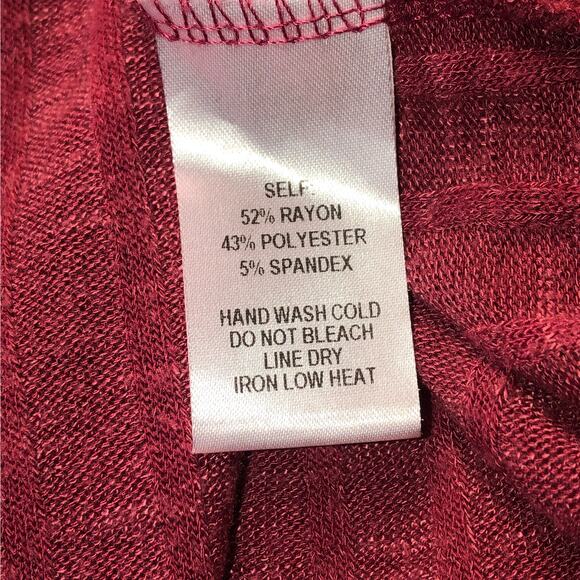 SELF:
52% RAYON
43% POLYESTER
5% SPANDEX
HAND WASH COLD
DO NOT BLEACH
LINE DRY
IRON LOW HEAT